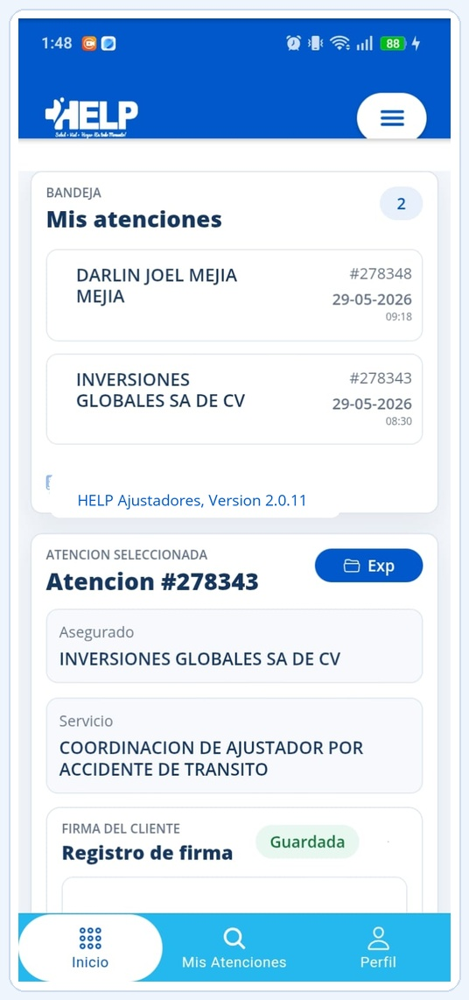 1:48
88
HELP
Salud • Vial • Hogar ¡En todo Momento!
BANDEJA
Mis atenciones
2
DARLIN JOEL MEJIA
MEJIA
#278348
29-05-2026
09:18
INVERSIONES
GLOBALES SA DE CV
#278343
29-05-2026
08:30
HELP Ajustadores, Version 2.0.11
ATENCION SELECCIONADA
Atencion #278343
Exp
Asegurado
INVERSIONES GLOBALES SA DE CV
Servicio
COORDINACION DE AJUSTADOR POR
ACCIDENTE DE TRANSITO
FIRMA DEL CLIENTE
Registro de firma
Guardada
Inicio
Mis Atenciones
Perfil